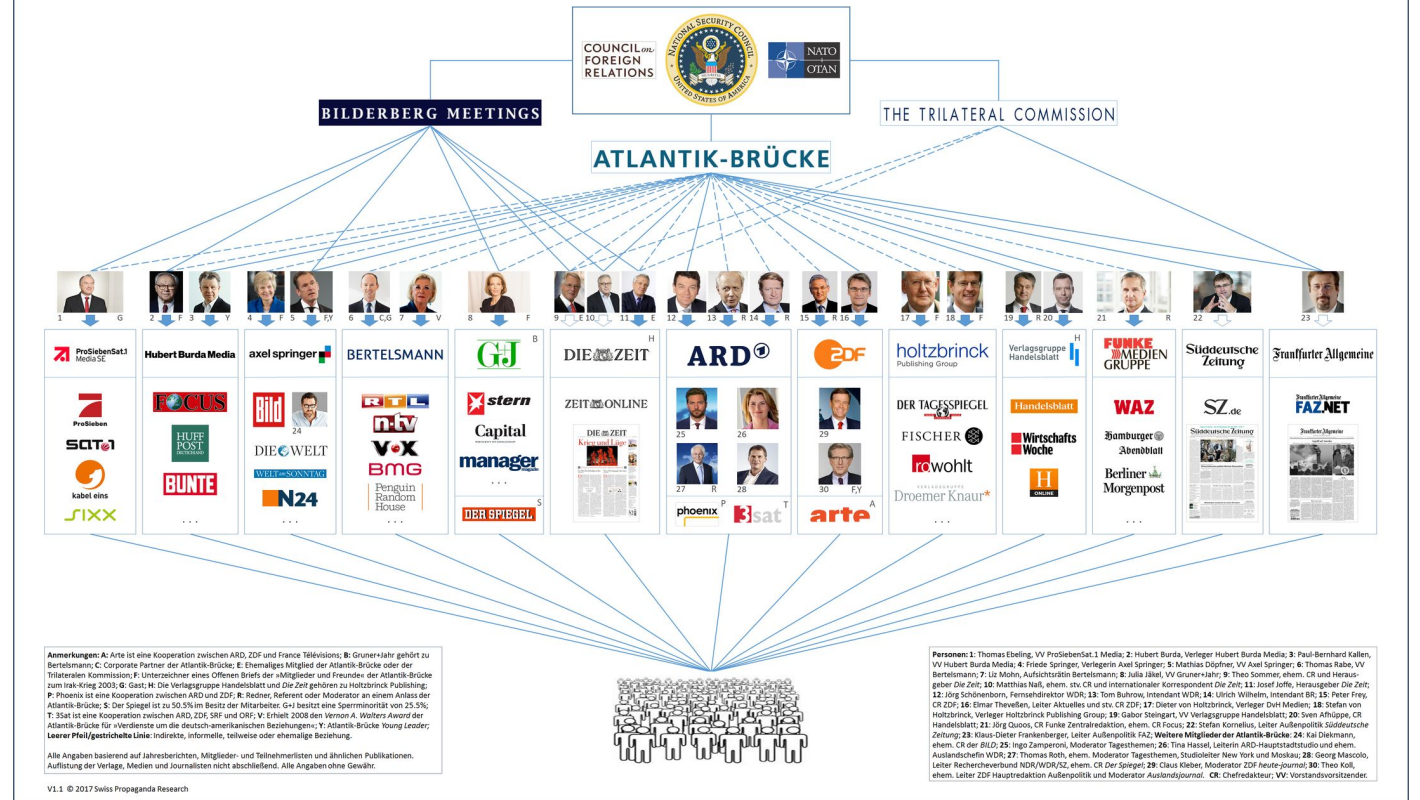 COUNCIL on
FOREIGN
RELATIONS
NATIONAL SECURITY COUNCIL
UNITED STATES OF AMERICA
NATO
OTAN
BILDERBERG MEETINGS
THE TRILATERAL COMMISSION
ATLANTIK-BRÜCKE
1 G 2 F 3 Y 4 F 5 F,Y 6 C,G 7 V 8 F 9 E 10 11 E 12 13 R 14 R 15 R 16 17 F 18 F 19 R 20 21 R 22 23
ProSiebenSat.1
Media SE
Hubert Burda Media
axel springer
BERTELSMANN
B
G+J
H
DIE ZEIT
ARD
ZDF
holtzbrinck
Publishing Group
H
Verlagsgruppe
Handelsblatt
FUNKE
MEDIEN
GRUPPE
Süddeutsche
Zeitung
Frankfurter Allgemeine
ProSieben
SAT.1
kabel eins
SIXX
FOCUS
HUFF
POST
DEUTSCHLAND
BUNTE
...
Bild
24
DIE WELT
WELT AM SONNTAG
N24
...
RTL
n-tv
VOX
BMG
Penguin
Random
House
...
stern
Capital
manager
magazin
...
S
DER SPIEGEL
ZEIT ONLINE
DIE ZEIT
Krieg und Lüge
25 26
27 R 28
P
phoenix
T
3sat
29
30 F,Y
A
arte
DER TAGESSPIEGEL
FISCHER
rowohlt
VERLAGSGRUPPE
Droemer Knaur*
...
Handelsblatt
Wirtschafts
Woche
H
ONLINE
...
WAZ
Hamburger
Abendblatt
Berliner
Morgenpost
...
SZ.de
Süddeutsche Zeitung
Frankfurter Allgemeine
FAZ.NET
Frankfurter Allgemeine
Anmerkungen: A: Arte ist eine Kooperation zwischen ARD, ZDF und France Télévisions; B: Gruner+Jahr gehört zu
Bertelsmann; C: Corporate Partner der Atlantik-Brücke; E: Ehemaliges Mitglied der Atlantik-Brücke oder der
Trilateralen Kommission; F: Unterzeichner eines Offenen Briefs der »Mitglieder und Freunde« der Atlantik-Brücke
zum Irak-Krieg 2003; G: Gast; H: Die Verlagsgruppe Handelsblatt und Die Zeit gehören zu Holtzbrinck Publishing;
P: Phoenix ist eine Kooperation zwischen ARD und ZDF; R: Redner, Referent oder Moderator an einem Anlass der
Atlantik-Brücke; S: Der Spiegel ist zu 50.5% im Besitz der Mitarbeiter. G+J besitzt eine Sperrminorität von 25.5%;
T: 3Sat ist eine Kooperation zwischen ARD, ZDF, SRF und ORF; V: Erhielt 2008 den Vernon A. Walters Award der
Atlantik-Brücke für »Verdienste um die deutsch-amerikanischen Beziehungen«; Y: Atlantik-Brücke Young Leader;
Leerer Pfeil/gestrichelte Linie: Indirekte, informelle, teilweise oder ehemalige Beziehung.
Alle Angaben basierend auf Jahresberichten, Mitglieder- und Teilnehmerlisten und ähnlichen Publikationen.
Auflistung der Verlage, Medien und Journalisten nicht abschließend. Alle Angaben ohne Gewähr.
V1.1 © 2017 Swiss Propaganda Research
Personen: 1: Thomas Ebeling, VV ProSiebenSat.1 Media; 2: Hubert Burda, Verleger Hubert Burda Media; 3: Paul-Bernhard Kallen,
VV Hubert Burda Media; 4: Friede Springer, Verlegerin Axel Springer; 5: Mathias Döpfner, VV Axel Springer; 6: Thomas Rabe, VV
Bertelsmann; 7: Liz Mohn, Aufsichtsrätin Bertelsmann; 8: Julia Jäkel, VV Gruner+Jahr; 9: Theo Sommer, ehem. CR und Heraus-
geber Die Zeit; 10: Matthias Naß, ehem. stv. CR und internationaler Korrespondent Die Zeit; 11: Josef Joffe, Herausgeber Die Zeit;
12: Jörg Schönenborn, Fernsehdirektor WDR; 13: Tom Buhrow, Intendant WDR; 14: Ulrich Wilhelm, Intendant BR; 15: Peter Frey,
CR ZDF; 16: Elmar Theveßen, Leiter Aktuelles und stv. CR ZDF; 17: Dieter von Holtzbrinck, Verleger DvH Medien; 18: Stefan von
Holtzbrinck, Verleger Holtzbrinck Publishing Group; 19: Gabor Steingart, VV Verlagsgruppe Handelsblatt; 20: Sven Afhüppe, CR
Handelsblatt; 21: Jörg Quoos, CR Funke Zentralredaktion, ehem. CR Focus; 22: Stefan Kornelius, Leiter Außenpolitik Süddeutsche
Zeitung; 23: Klaus-Dieter Frankenberger, Leiter Außenpolitik FAZ; Weitere Mitglieder der Atlantik-Brücke: 24: Kai Diekmann,
ehem. CR der BILD; 25: Ingo Zamperoni, Moderator Tagesthemen; 26: Tina Hassel, Leiterin ARD-Hauptstadtstudio und ehem.
Auslandschefin WDR; 27: Thomas Roth, ehem. Moderator Tagesthemen, Studioleiter New York und Moskau; 28: Georg Mascolo,
Leiter Rechercheverbund NDR/WDR/SZ, ehem. CR Der Spiegel; 29: Claus Kleber, Moderator ZDF heute-journal; 30: Theo Koll,
ehem. Leiter ZDF Hauptredaktion Außenpolitik und Moderator Auslandsjournal. CR: Chefredakteur; VV: Vorstandsvorsitzender.